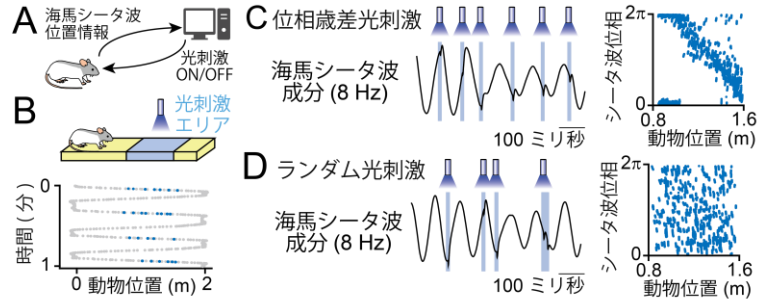 A
海馬シータ波
位置情報
光刺激
ON/OFF
B
光刺激
エリア
時間 (分)
0
1
0
動物位置 (m)
2
C
位相歳差光刺激
海馬シータ波
成分 (8 Hz)
100 ミリ秒
シータ波位相
2π
0
0.8
1.6
動物位置 (m)
D
ランダム光刺激
海馬シータ波
成分 (8 Hz)
100 ミリ秒
シータ波位相
2π
0
0.8
1.6
動物位置 (m)